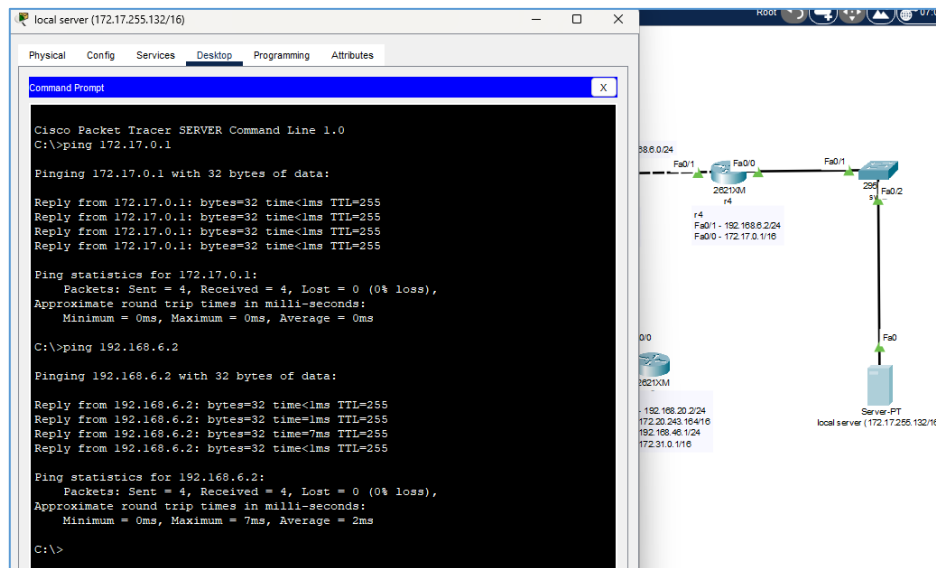 local server (172.17.255.132/16)
Physical Config Services Desktop Programming Attributes
Command Prompt
X
Cisco Packet Tracer SERVER Command Line 1.0
C:\>ping 172.17.0.1
Pinging 172.17.0.1 with 32 bytes of data:
Reply from 172.17.0.1: bytes=32 time<1ms TTL=255
Reply from 172.17.0.1: bytes=32 time<1ms TTL=255
Reply from 172.17.0.1: bytes=32 time<1ms TTL=255
Reply from 172.17.0.1: bytes=32 time<1ms TTL=255
Ping statistics for 172.17.0.1:
Packets: Sent = 4, Received = 4, Lost = 0 (0% loss),
Approximate round trip times in milli-seconds:
Minimum = 0ms, Maximum = 0ms, Average = 0ms
C:\>ping 192.168.6.2
Pinging 192.168.6.2 with 32 bytes of data:
Reply from 192.168.6.2: bytes=32 time<1ms TTL=255
Reply from 192.168.6.2: bytes=32 time=1ms TTL=255
Reply from 192.168.6.2: bytes=32 time=7ms TTL=255
Reply from 192.168.6.2: bytes=32 time<1ms TTL=255
Ping statistics for 192.168.6.2:
Packets: Sent = 4, Received = 4, Lost = 0 (0% loss),
Approximate round trip times in milli-seconds:
Minimum = 0ms, Maximum = 7ms, Average = 2ms
C:\>
Root
68.6.0/24
Fa0/1
Fa0/0
Fa0/1
2621XM
r4
Fa0/2
r4
Fa0/1 - 192.168.6.2/24
Fa0/0 - 172.17.0.1/16
0/0
2621XM
- 192.168.20.2/24
172.20.243.164/16
192.168.46.1/24
172.31.0.1/16
Fa0
Server-PT
local server (172.17.255.132/16